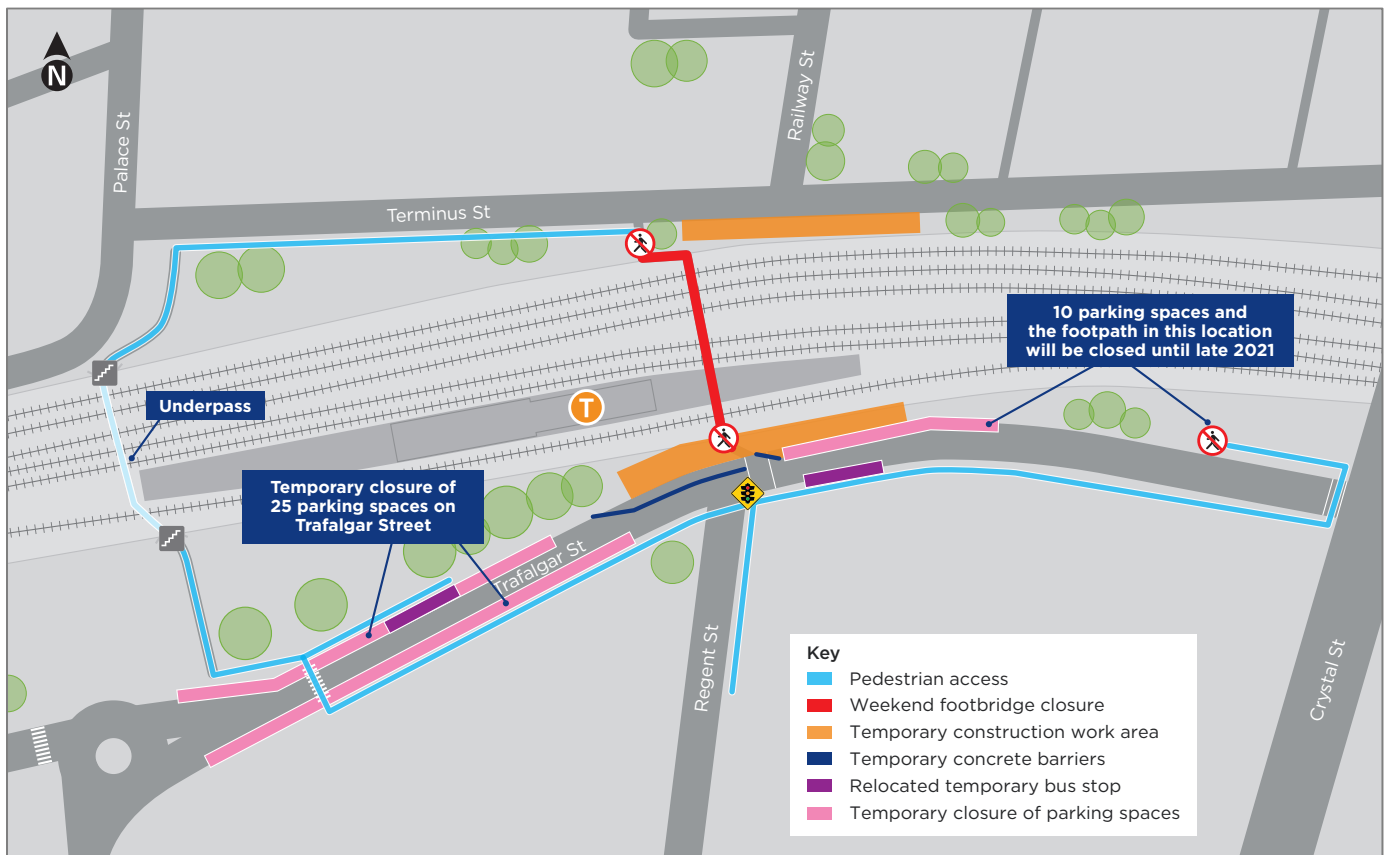 N
Palace St
Railway St
Terminus St
10 parking spaces and
the footpath in this location
will be closed until late 2021
Underpass
T
Temporary closure of
25 parking spaces on
Trafalgar Street
Trafalgar St
Regent St
Crystal St
Key
Pedestrian access
Weekend footbridge closure
Temporary construction work area
Temporary concrete barriers
Relocated temporary bus stop
Temporary closure of parking spaces